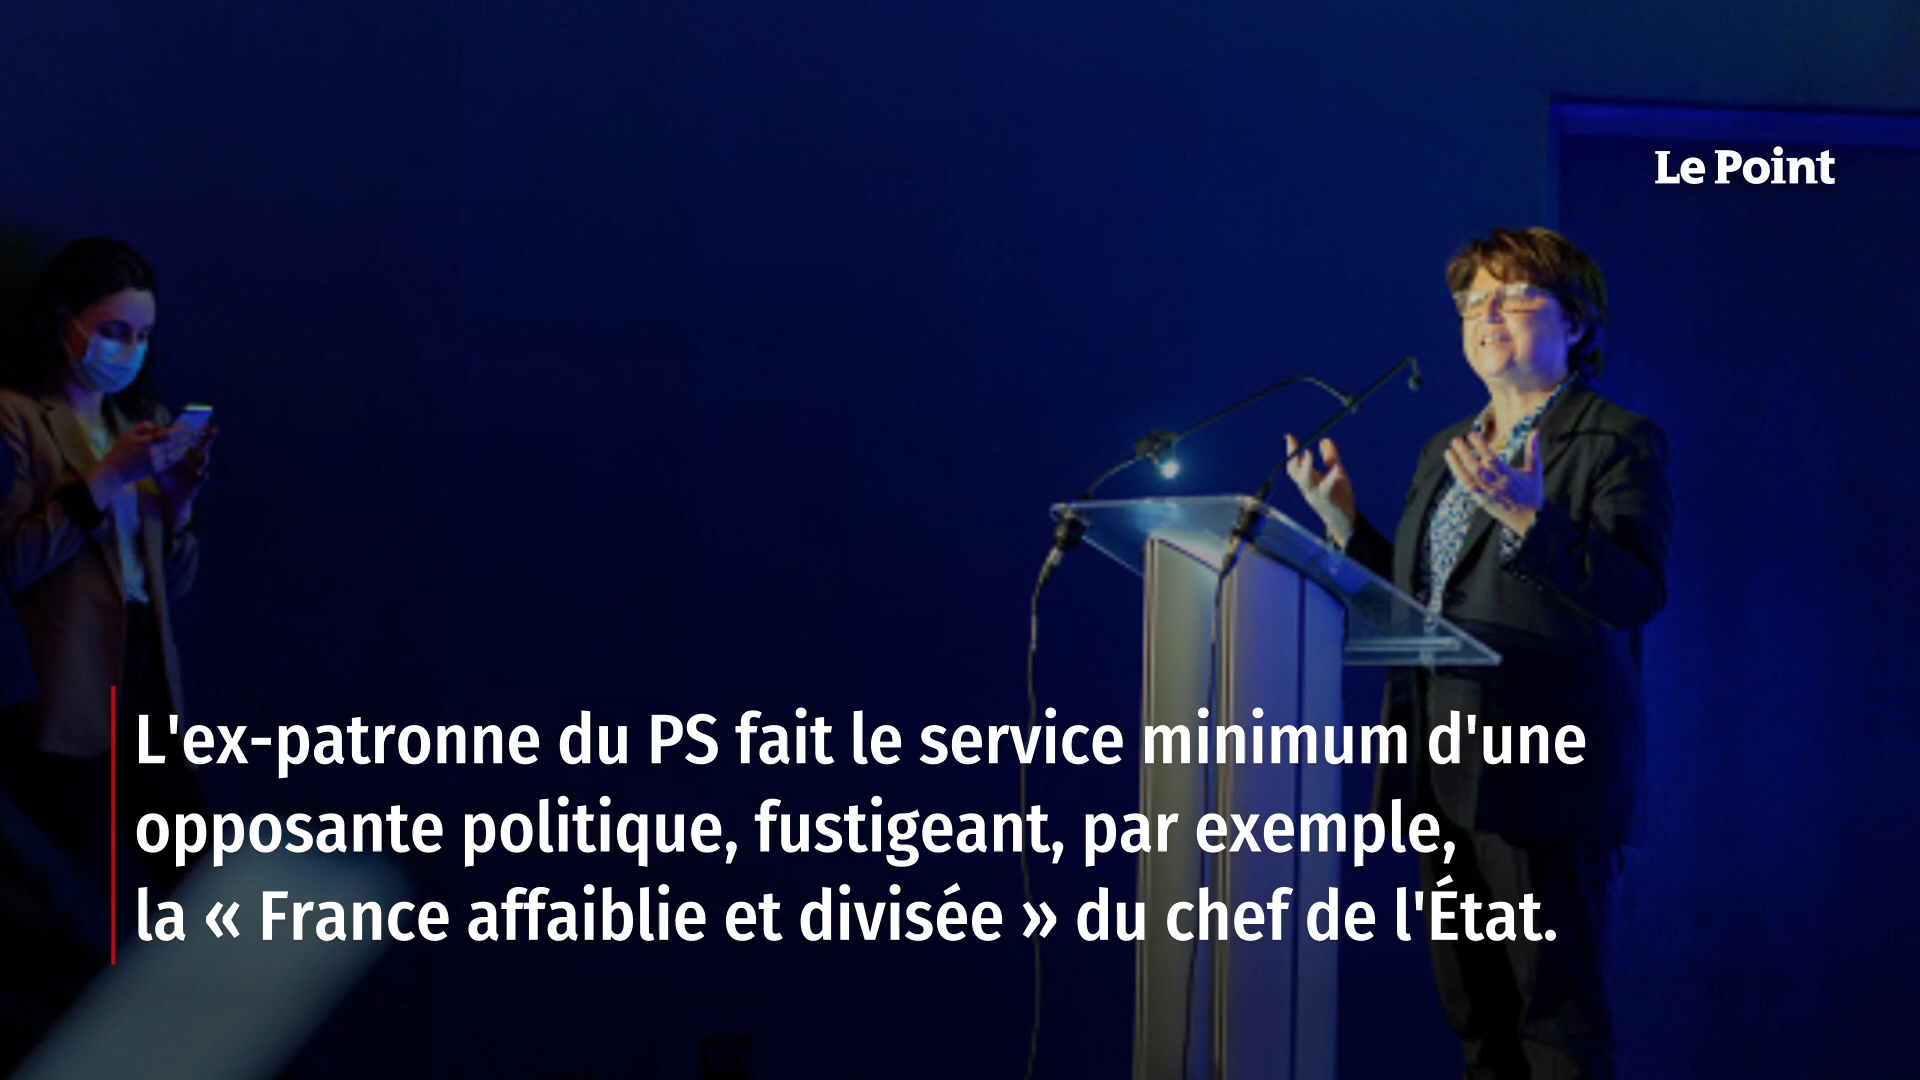 Le Point
L'ex-patronne du PS fait le service minimum d'une
opposante politique, fustigeant, par exemple,
la « France affaiblie et divisée » du chef de l'État.